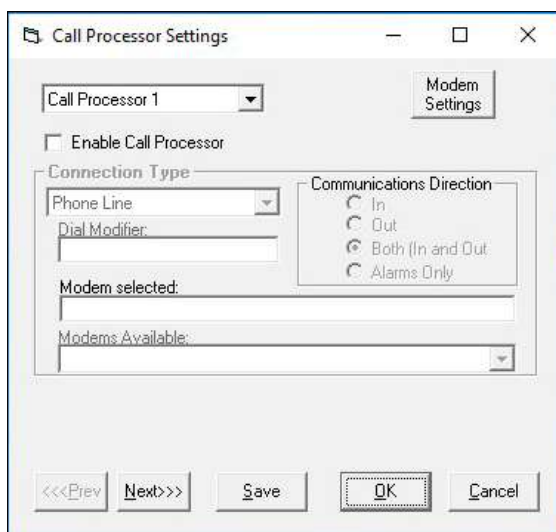 Call Processor Settings
Call Processor 1
Modem
Settings
Enable Call Processor
Connection Type
Phone Line
Dial Modifier:
Communications Direction
In
Out
Both (In and Out
Alarms Only
Modem selected:
Modems Available:
<<<Prev
Next>>>
Save
OK
Cancel